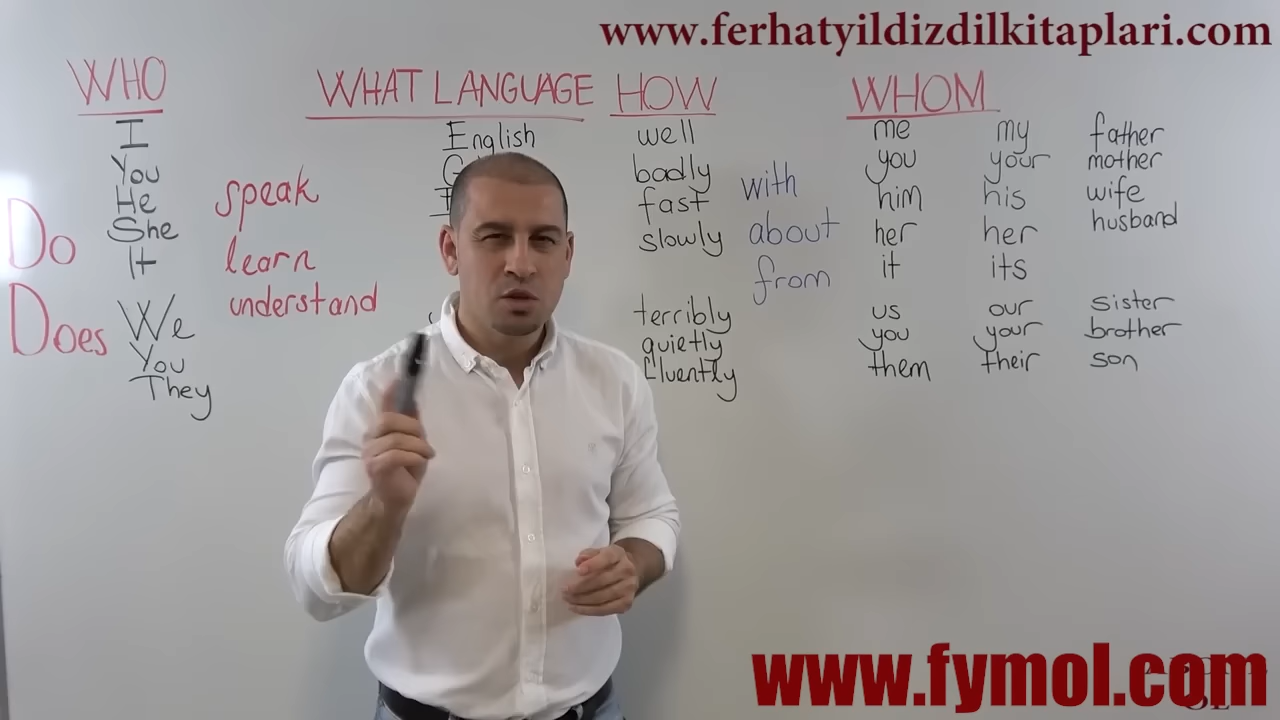 www.ferhatyildizdilkitaplari.com
WHO
I
You
He
She
It
We
You
They
Do
Does
speak
learn
understand
WHAT LANGUAGE
English
HOW
well
badly
fast
slowly
terribly
quietly
fluently
with
about
from
WHOM
me
you
him
her
it
us
you
them
my
your
his
her
its
our
your
their
father
mother
wife
husband
sister
brother
son
www.fymol.com